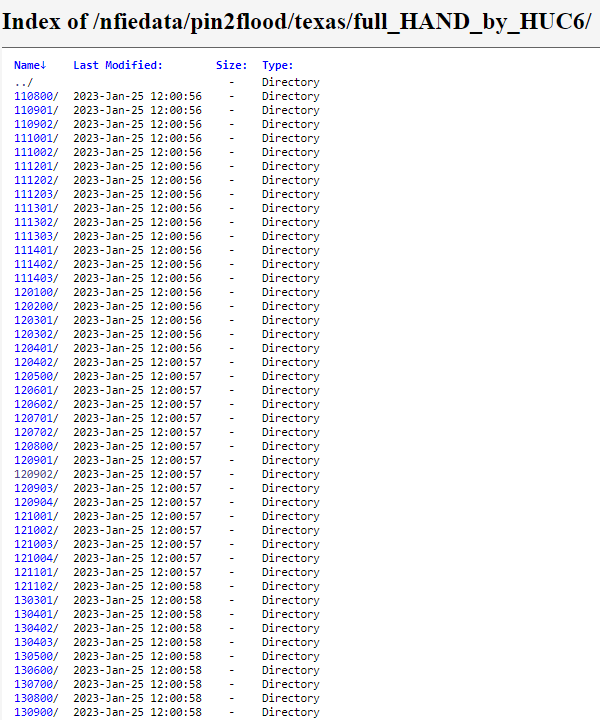 Index of /nfiedata/pin2flood/texas/full_HAND_by_HUC6/
Name↓ Last Modified: Size: Type:
../ - Directory
110800/ 2023-Jan-25 12:00:56 - Directory
110901/ 2023-Jan-25 12:00:56 - Directory
110902/ 2023-Jan-25 12:00:56 - Directory
111001/ 2023-Jan-25 12:00:56 - Directory
111002/ 2023-Jan-25 12:00:56 - Directory
111201/ 2023-Jan-25 12:00:56 - Directory
111202/ 2023-Jan-25 12:00:56 - Directory
111203/ 2023-Jan-25 12:00:56 - Directory
111301/ 2023-Jan-25 12:00:56 - Directory
111302/ 2023-Jan-25 12:00:56 - Directory
111303/ 2023-Jan-25 12:00:56 - Directory
111401/ 2023-Jan-25 12:00:56 - Directory
111402/ 2023-Jan-25 12:00:56 - Directory
111403/ 2023-Jan-25 12:00:56 - Directory
120100/ 2023-Jan-25 12:00:56 - Directory
120200/ 2023-Jan-25 12:00:56 - Directory
120301/ 2023-Jan-25 12:00:56 - Directory
120302/ 2023-Jan-25 12:00:56 - Directory
120401/ 2023-Jan-25 12:00:56 - Directory
120402/ 2023-Jan-25 12:00:57 - Directory
120500/ 2023-Jan-25 12:00:57 - Directory
120601/ 2023-Jan-25 12:00:57 - Directory
120602/ 2023-Jan-25 12:00:57 - Directory
120701/ 2023-Jan-25 12:00:57 - Directory
120702/ 2023-Jan-25 12:00:57 - Directory
120800/ 2023-Jan-25 12:00:57 - Directory
120901/ 2023-Jan-25 12:00:57 - Directory
120902/ 2023-Jan-25 12:00:57 - Directory
120903/ 2023-Jan-25 12:00:57 - Directory
120904/ 2023-Jan-25 12:00:57 - Directory
121001/ 2023-Jan-25 12:00:57 - Directory
121002/ 2023-Jan-25 12:00:57 - Directory
121003/ 2023-Jan-25 12:00:57 - Directory
121004/ 2023-Jan-25 12:00:57 - Directory
121101/ 2023-Jan-25 12:00:57 - Directory
121102/ 2023-Jan-25 12:00:58 - Directory
130301/ 2023-Jan-25 12:00:58 - Directory
130401/ 2023-Jan-25 12:00:58 - Directory
130402/ 2023-Jan-25 12:00:58 - Directory
130403/ 2023-Jan-25 12:00:58 - Directory
130500/ 2023-Jan-25 12:00:58 - Directory
130600/ 2023-Jan-25 12:00:58 - Directory
130700/ 2023-Jan-25 12:00:58 - Directory
130800/ 2023-Jan-25 12:00:58 - Directory
130900/ 2023-Jan-25 12:00:58 - Directory